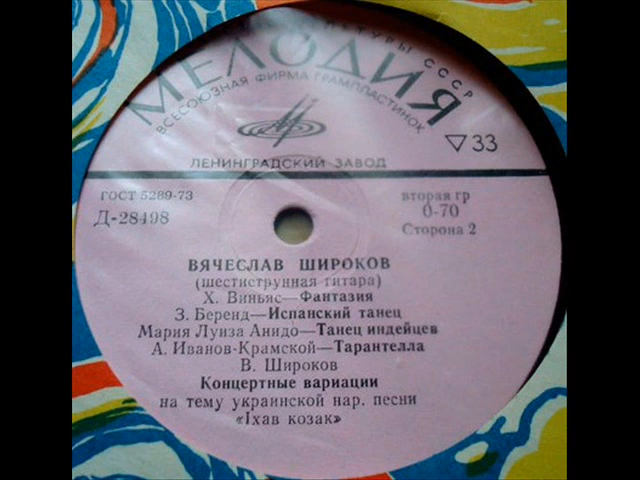 КУЛЬТУРЫ СССР
МЕЛОДИЯ
ВСЕСОЮЗНАЯ ФИРМА ГРАМПЛАСТИНОК
▽ 33
ЛЕНИНГРАДСКИЙ ЗАВОД
ГОСТ 5289-73
Д-28498
вторая гр
0-70
Сторона 2
ВЯЧЕСЛАВ ШИРОКОВ
(шестиструнная гитара)
Х. Виньяс—Фантазия
З. Беренд—Испанский танец
Мария Луиза Анидо—Танец индейцев
А. Иванов-Крамской—Тарантелла
В. Широков
Концертные вариации
на тему украинской нар. песни
«Їхав козак»